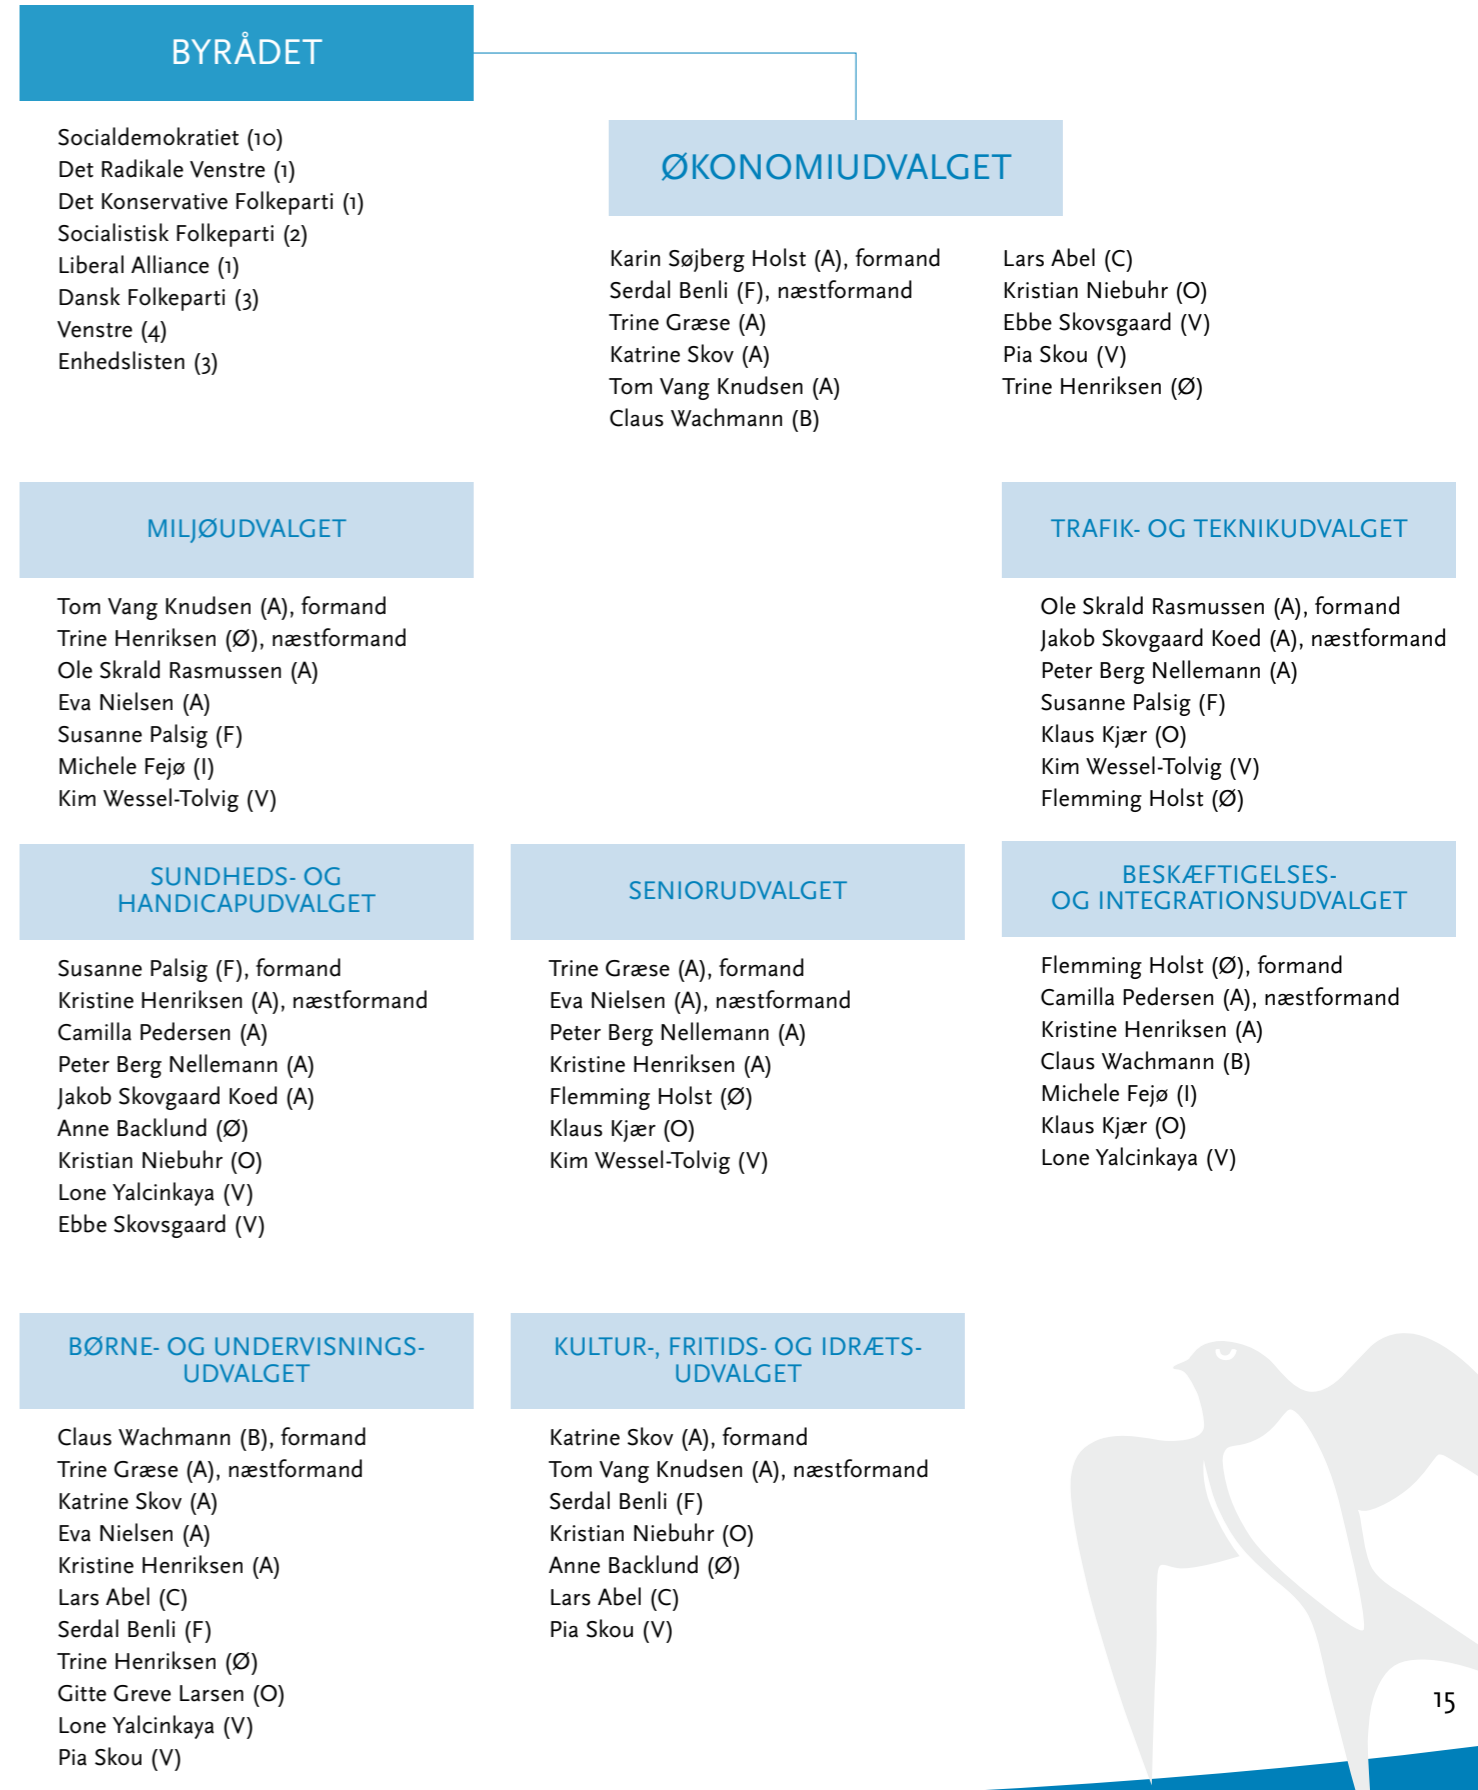 BYRÅDET
Socialdemokratiet (10)
Det Radikale Venstre (1)
Det Konservative Folkeparti (1)
Socialistisk Folkeparti (2)
Liberal Alliance (1)
Dansk Folkeparti (3)
Venstre (4)
Enhedslisten (3)
ØKONOMIUDVALGET
Karin Søjberg Holst (A), formand
Serdal Benli (F), næstformand
Trine Græse (A)
Katrine Skov (A)
Tom Vang Knudsen (A)
Claus Wachmann (B)
Lars Abel (C)
Kristian Niebuhr (O)
Ebbe Skovsgaard (V)
Pia Skou (V)
Trine Henriksen (Ø)
MILJØUDVALGET
Tom Vang Knudsen (A), formand
Trine Henriksen (Ø), næstformand
Ole Skrald Rasmussen (A)
Eva Nielsen (A)
Susanne Palsig (F)
Michele Fejø (I)
Kim Wessel-Tolvig (V)
TRAFIK- OG TEKNIKUDVALGET
Ole Skrald Rasmussen (A), formand
Jakob Skovgaard Koed (A), næstformand
Peter Berg Nellemann (A)
Susanne Palsig (F)
Klaus Kjær (O)
Kim Wessel-Tolvig (V)
Flemming Holst (Ø)
SUNDHEDS- OG
HANDICAPUDVALGET
Susanne Palsig (F), formand
Kristine Henriksen (A), næstformand
Camilla Pedersen (A)
Peter Berg Nellemann (A)
Jakob Skovgaard Koed (A)
Anne Backlund (Ø)
Kristian Niebuhr (O)
Lone Yalcinkaya (V)
Ebbe Skovsgaard (V)
SENIORUDVALGET
Trine Græse (A), formand
Eva Nielsen (A), næstformand
Peter Berg Nellemann (A)
Kristine Henriksen (A)
Flemming Holst (Ø)
Klaus Kjær (O)
Kim Wessel-Tolvig (V)
BESKÆFTIGELSES-
OG INTEGRATIONSUDVALGET
Flemming Holst (Ø), formand
Camilla Pedersen (A), næstformand
Kristine Henriksen (A)
Claus Wachmann (B)
Michele Fejø (I)
Klaus Kjær (O)
Lone Yalcinkaya (V)
BØRNE- OG UNDERVISNINGS-
UDVALGET
Claus Wachmann (B), formand
Trine Græse (A), næstformand
Katrine Skov (A)
Eva Nielsen (A)
Kristine Henriksen (A)
Lars Abel (C)
Serdal Benli (F)
Trine Henriksen (Ø)
Gitte Greve Larsen (O)
Lone Yalcinkaya (V)
Pia Skou (V)
KULTUR-, FRITIDS- OG IDRÆTS-
UDVALGET
Katrine Skov (A), formand
Tom Vang Knudsen (A), næstformand
Serdal Benli (F)
Kristian Niebuhr (O)
Anne Backlund (Ø)
Lars Abel (C)
Pia Skou (V)
15